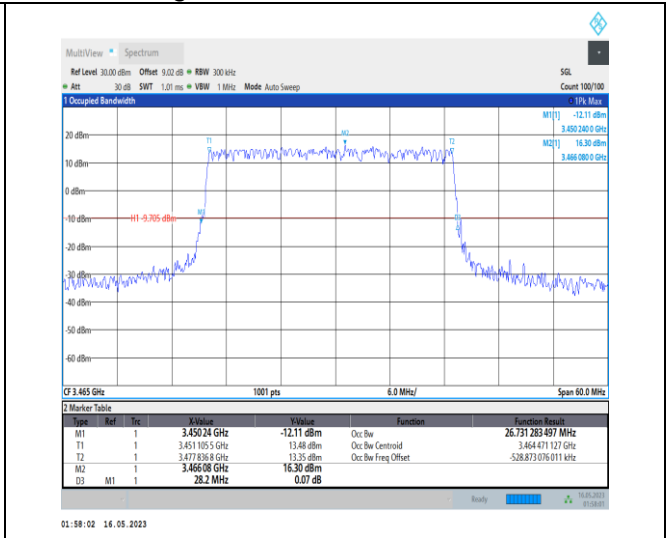 MultiView Spectrum
Ref Level 30.00 dBm Offset 9.02 dB RBW 300 kHz SGL
Att 30 dB SWT 1.01 ms VBW 1 MHz Mode Auto Sweep Count 100/100
1 Occupied Bandwidth 1Pk Max
M1[1] -12.11 dBm
3.450 240 0 GHz
M2[1] 16.30 dBm
3.466 080 0 GHz
20 dBm
T1 M2 T2
10 dBm
0 dBm
-10 dBm H1 -9.705 dBm M1 D3
-30 dBm
-40 dBm
-50 dBm
-60 dBm
CF 3.465 GHz 1001 pts 6.0 MHz/ Span 60.0 MHz
2 Marker Table
Type Ref Trc X-Value Y-Value Function Function Result
M1 1 3.45024 GHz -12.11 dBm Occ Bw 26.731 283 497 MHz
T1 1 3.451 105 5 GHz 13.48 dBm Occ Bw Centroid 3.464 471 127 GHz
T2 1 3.477 836 8 GHz 13.35 dBm Occ Bw Freq Offset -528.873 076 011 kHz
M2 1 3.46608 GHz 16.30 dBm
D3 M1 1 28.2 MHz 0.07 dB
Ready 16.05.2023
01:58:01
01:58:02 16.05.2023